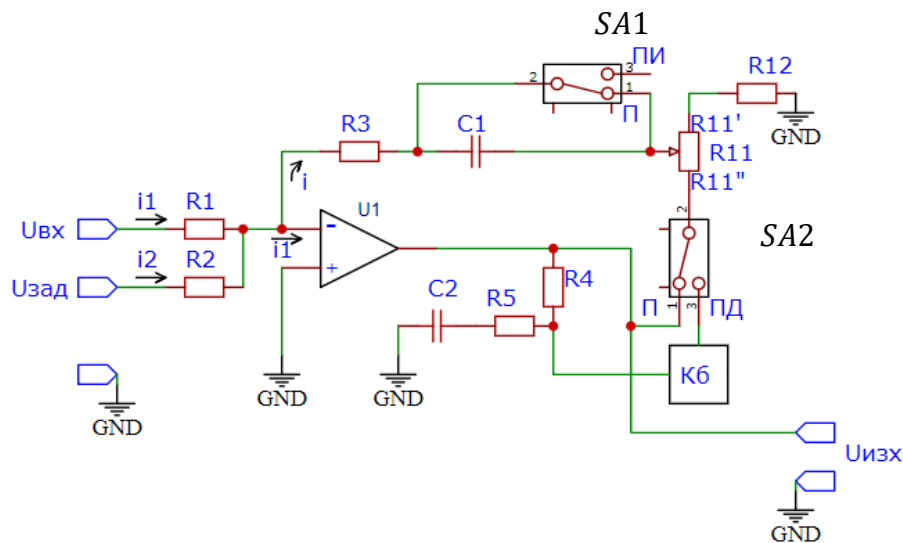 SA1
ПИ
2
3
1
П
R12
GND
R3
C1
R11'
R11
R11"
i
2
SA2
i1
R1
Uвх
U1
-
+
i1
i2
R2
Uзад
R4
C2
R5
П
1
3
ПД
Кб
GND
GND
GND
Uизх
GND